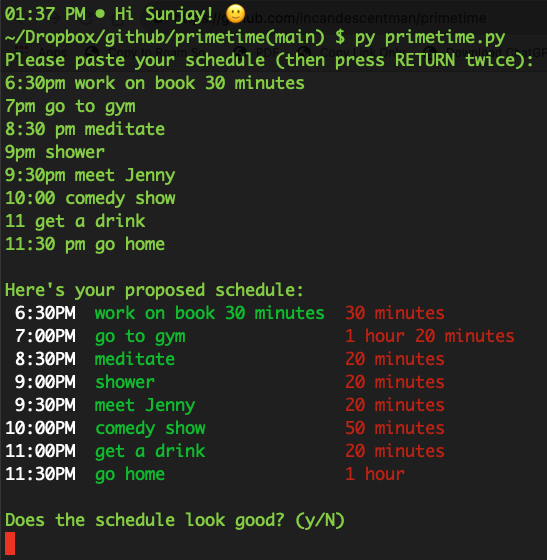 01:37 PM • Hi Sunjay! 🙂 github.com/incandescentman/primetime
~/Dropbox/github/primetime(main) $ py primetime.py
Please paste your schedule (then press RETURN twice):
6:30pm work on book 30 minutes
7pm go to gym
8:30 pm meditate
9pm shower
9:30pm meet Jenny
10:00 comedy show
11 get a drink
11:30 pm go home
Here's your proposed schedule:
6:30PM work on book 30 minutes 30 minutes
7:00PM go to gym 1 hour 20 minutes
8:30PM meditate 20 minutes
9:00PM shower 20 minutes
9:30PM meet Jenny 20 minutes
10:00PM comedy show 50 minutes
11:00PM get a drink 20 minutes
11:30PM go home 1 hour
Does the schedule look good? (y/N)